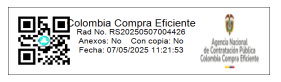 Colombia Compra Eficiente
Rad No. RS20250507004426
Anexos: No Con copia: No
Fecha: 07/05/2025 11:21:53
Agencia Nacional
de Contratación Pública
Colombia Compra Eficiente